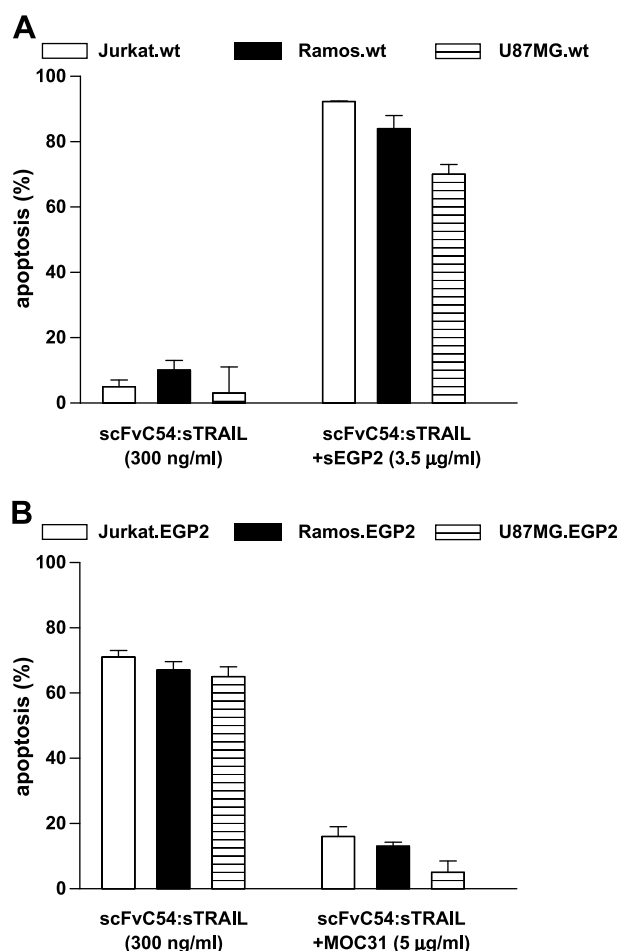 A
Jurkat.wt Ramos.wt U87MG.wt
100
80
60
40
20
0
apoptosis (%)
scFvC54:sTRAIL scFvC54:sTRAIL
(300 ng/ml) +sEGP2 (3.5 µg/ml)
B
Jurkat.EGP2 Ramos.EGP2 U87MG.EGP2
100
80
60
40
20
0
apoptosis (%)
scFvC54:sTRAIL scFvC54:sTRAIL
(300 ng/ml) +MOC31 (5 µg/ml)